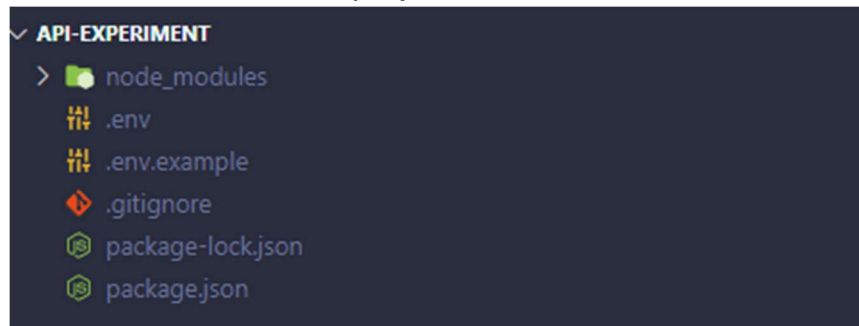 API-EXPERIMENT
node_modules
.env
.env.example
.gitignore
package-lock.json
package.json